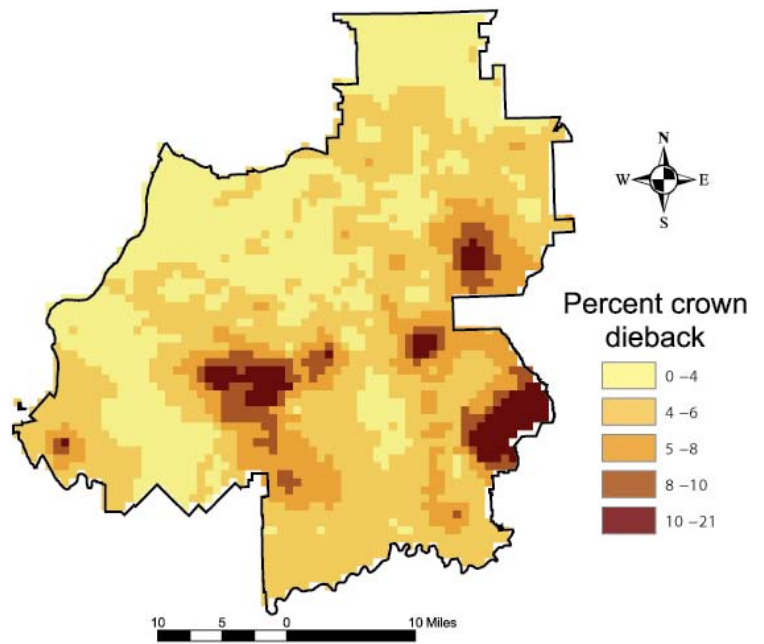 N
W E
S
Percent crown
dieback
0 –4
4 –6
5 –8
8 –10
10 –21
10 5 0 10 Miles